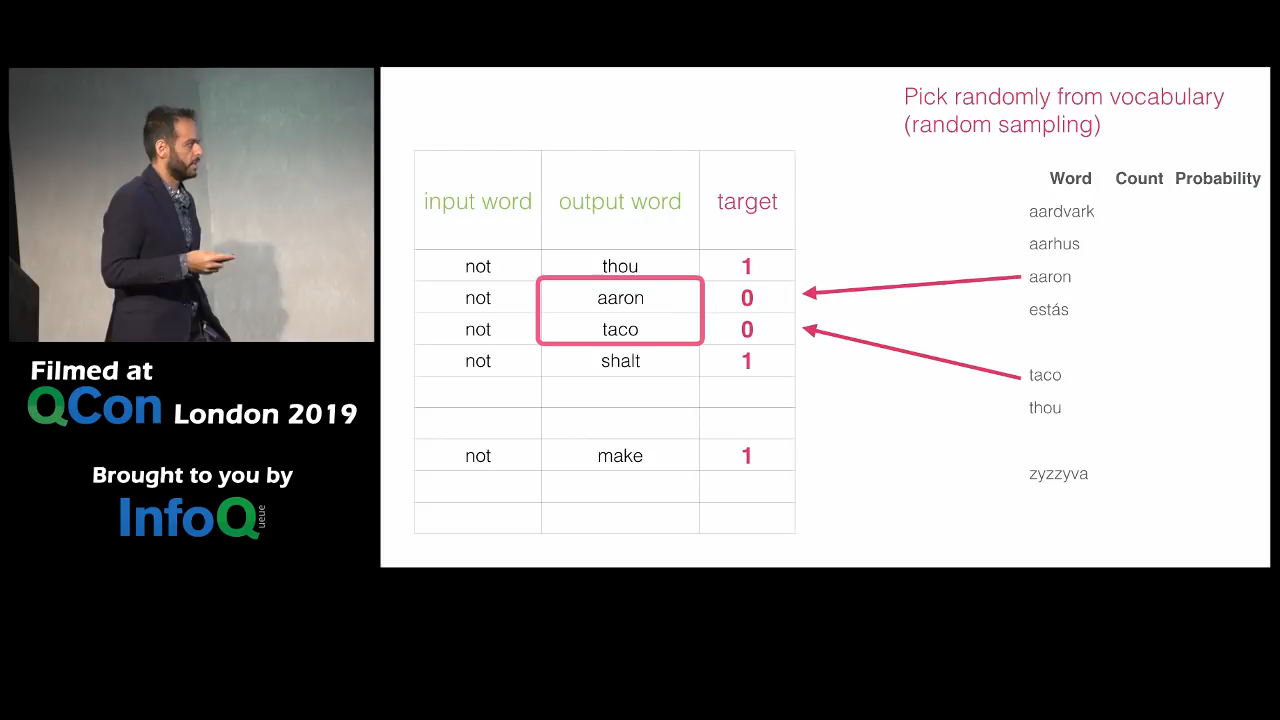 Pick randomly from vocabulary
(random sampling)
input word output word target
not thou 1
not aaron 0
not taco 0
not shalt 1
not make 1
Word Count Probability
aardvark
aarhus
aaron
estás
taco
thou
zyzzyva
Filmed at
QCon London 2019
Brought to you by
InfoQueue